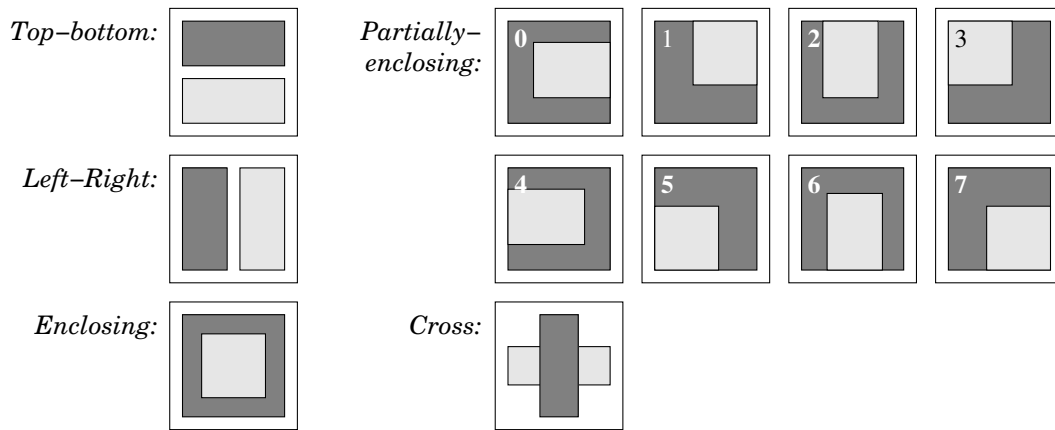 Top–bottom:
Partially–
enclosing:
0
1
2
3
Left–Right:
4
5
6
7
Enclosing:
Cross: